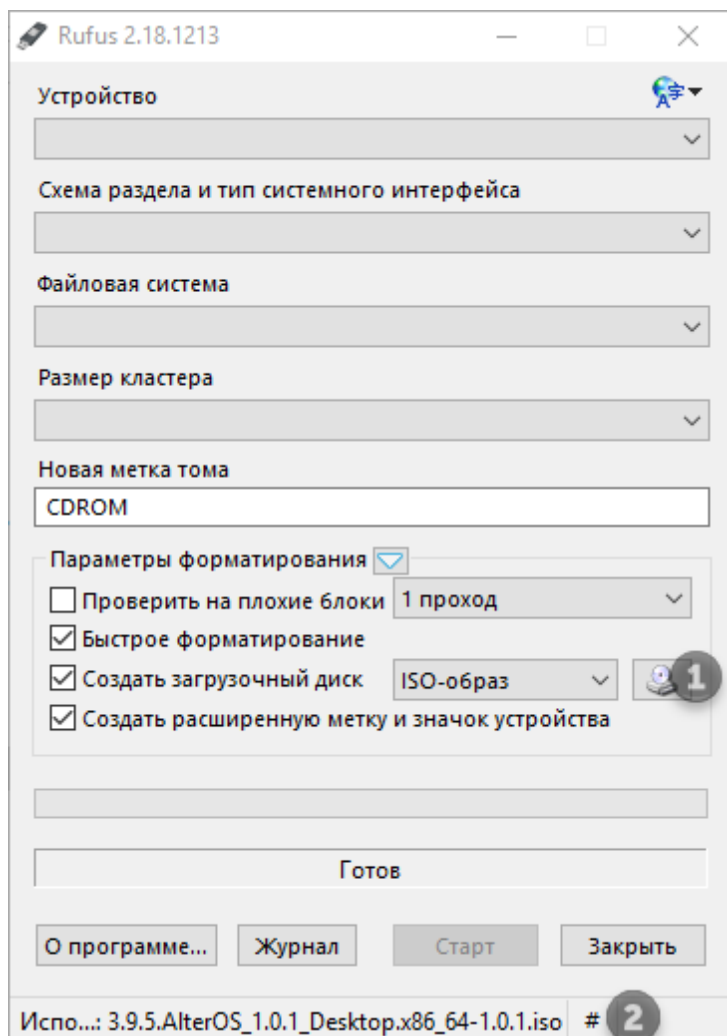 Rufus 2.18.1213
Устройство
Схема раздела и тип системного интерфейса
Файловая система
Размер кластера
Новая метка тома
CDROM
Параметры форматирования
Проверить на плохие блоки 1 проход
Быстрое форматирование
Создать загрузочный диск ISO-образ 1
Создать расширенную метку и значок устройства
Готов
О программе... Журнал Старт Закрыть
Испо...: 3.9.5.AlterOS_1.0.1_Desktop.x86_64-1.0.1.iso # 2